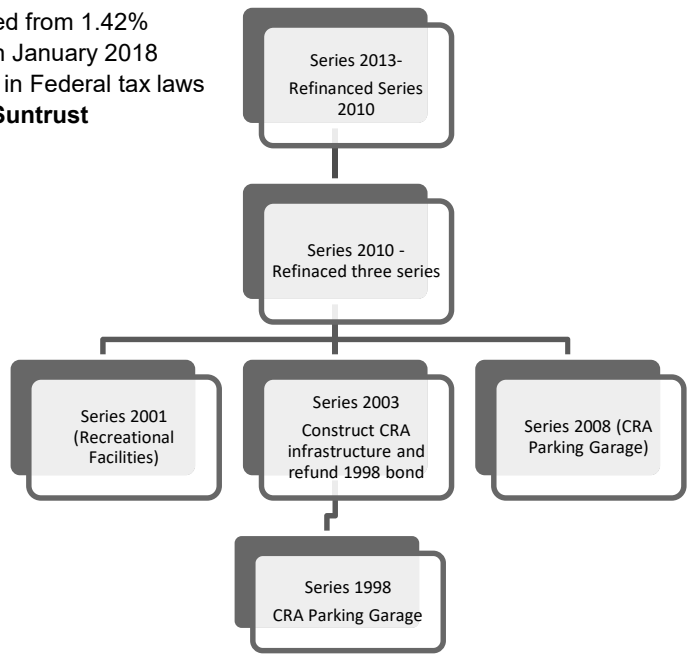 ed from 1.42%
n January 2018
in Federal tax laws
Suntrust
Series 2013-
Refinanced Series
2010
Series 2010 -
Refinaced three series
Series 2001
(Recreational
Facilities)
Series 2003
Construct CRA
infrastructure and
refund 1998 bond
Series 2008 (CRA
Parking Garage)
Series 1998
CRA Parking Garage